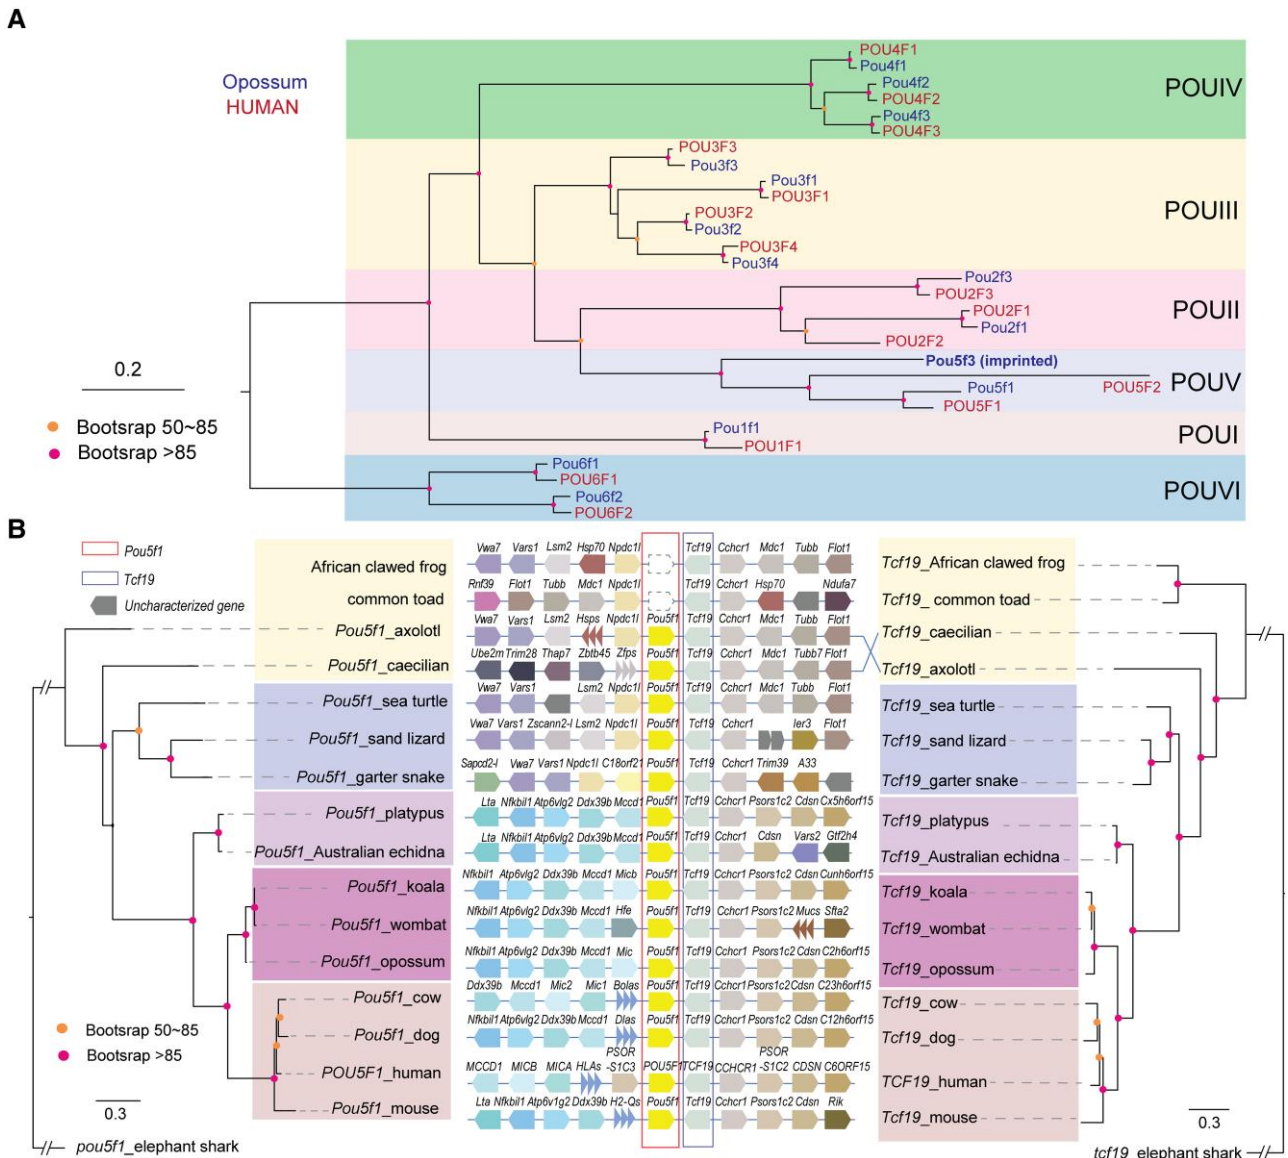 A
Opossum
HUMAN
POU4F1
Pou4f1
Pou4f2
POU4F2
Pou4f3
POU4F3
POUIV
POU3F3
Pou3f3
Pou3f1
POU3F1
POU3F2
Pou3f2
POU3F4
Pou3f4
POUIII
Pou2f3
POU2F3
POU2F1
Pou2f1
POU2F2
POUII
Pou5f3 (imprinted)
POU5F2
Pou5f1
POU5F1
POUV
Pou1f1
POU1F1
POUI
Pou6f1
POU6F1
Pou6f2
POU6F2
POUVI
0.2
Bootsrap 50~85
Bootsrap >85
B
Pou5f1
Tcf19
Uncharacterized gene
African clawed frog
common toad
Pou5f1_axolotl
Pou5f1_caecilian
Pou5f1_sea turtle
Pou5f1_sand lizard
Pou5f1_garter snake
Pou5f1_platypus
Pou5f1_Australian echidna
Pou5f1_koala
Pou5f1_wombat
Pou5f1_opossum
Pou5f1_cow
Pou5f1_dog
POU5F1_human
Pou5f1_mouse
pou5f1_elephant shark
Bootsrap 50~85
Bootsrap >85
0.3
Vwa7 Vars1 Lsm2 Hsp70 Npdc1l Tcf19 Cchcr1 Mdc1 Tubb Flot1
Rnf39 Flot1 Tubb Mdc1 Npdc1l Tcf19 Cchcr1 Hsp70 Ndufa7
Vwa7 Vars1 Lsm2 Hsps Npdc1l Pou5f1 Tcf19 Cchcr1 Mdc1 Tubb Flot1
Ube2m Trim28 Thap7 Zbtb45 Zfps Pou5f1 Tcf19 Cchcr1 Mdc1 Tubb7 Flot1
Vwa7 Vars1 Lsm2 Npdc1l Pou5f1 Tcf19 Cchcr1 Mdc1 Tubb Flot1
Vwa7 Vars1 Zscann2-l Lsm2 Npdc1l Pou5f1 Tcf19 Cchcr1 Ier3 Flot1
Sapcd2-l Vwa7 Vars1 Npdc1l C18orf21 Pou5f1 Tcf19 Cchcr1 Trim39 A33
Lta Nfkbil1 Atp6vlg2 Ddx39b Mccd1 Pou5f1 Tcf19 Cchcr1 Psors1c2 Cdsn Cx5h6orf15
Lta Nfkbil1 Atp6vlg2 Ddx39b Mccd1 Pou5f1 Tcf19 Cchcr1 Cdsn Vars2 Gtf2h4
Nfkbil1 Atp6vlg2 Ddx39b Mccd1 Micb Pou5f1 Tcf19 Cchcr1 Psors1c2 Cdsn Cunh6orf15
Nfkbil1 Atp6vlg2 Ddx39b Mccd1 Hfe Pou5f1 Tcf19 Cchcr1 Psors1c2 Mucs Sfta2
Nfkbil1 Atp6vlg2 Ddx39b Mccd1 Mic Pou5f1 Tcf19 Cchcr1 Psors1c2 Cdsn C2h6orf15
Ddx39b Mccd1 Mic2 Mic1 Bolas Pou5f1 Tcf19 Cchcr1 Psors1c2 Cdsn C23h6orf15
Nfkbil1 Atp6vlg2 Ddx39b Mccd1 Dlas Pou5f1 Tcf19 Cchcr1 Psors1c2 Cdsn C12h6orf15
MCCD1 MICB MICA HLAs PSOR-S1C3 POU5F1 TCF19 CCHCR1 PSOR-S1C2 CDSN C6ORF15
Lta Nfkbil1 Atp6v1g2 Ddx39b H2-Qs Pou5f1 Tcf19 Cchcr1 Psors1c2 Cdsn Rik
Tcf19_African clawed frog
Tcf19_ common toad
Tcf19_caecilian
Tcf19_axolotl
Tcf19_sea turtle
Tcf19_sand lizard
Tcf19_garter snake
Tcf19_platypus
Tcf19_Australian echidna
Tcf19_koala
Tcf19_wombat
Tcf19_opossum
Tcf19_cow
Tcf19_dog
TCF19_human
Tcf19_mouse
tcf19_elephant shark
0.3